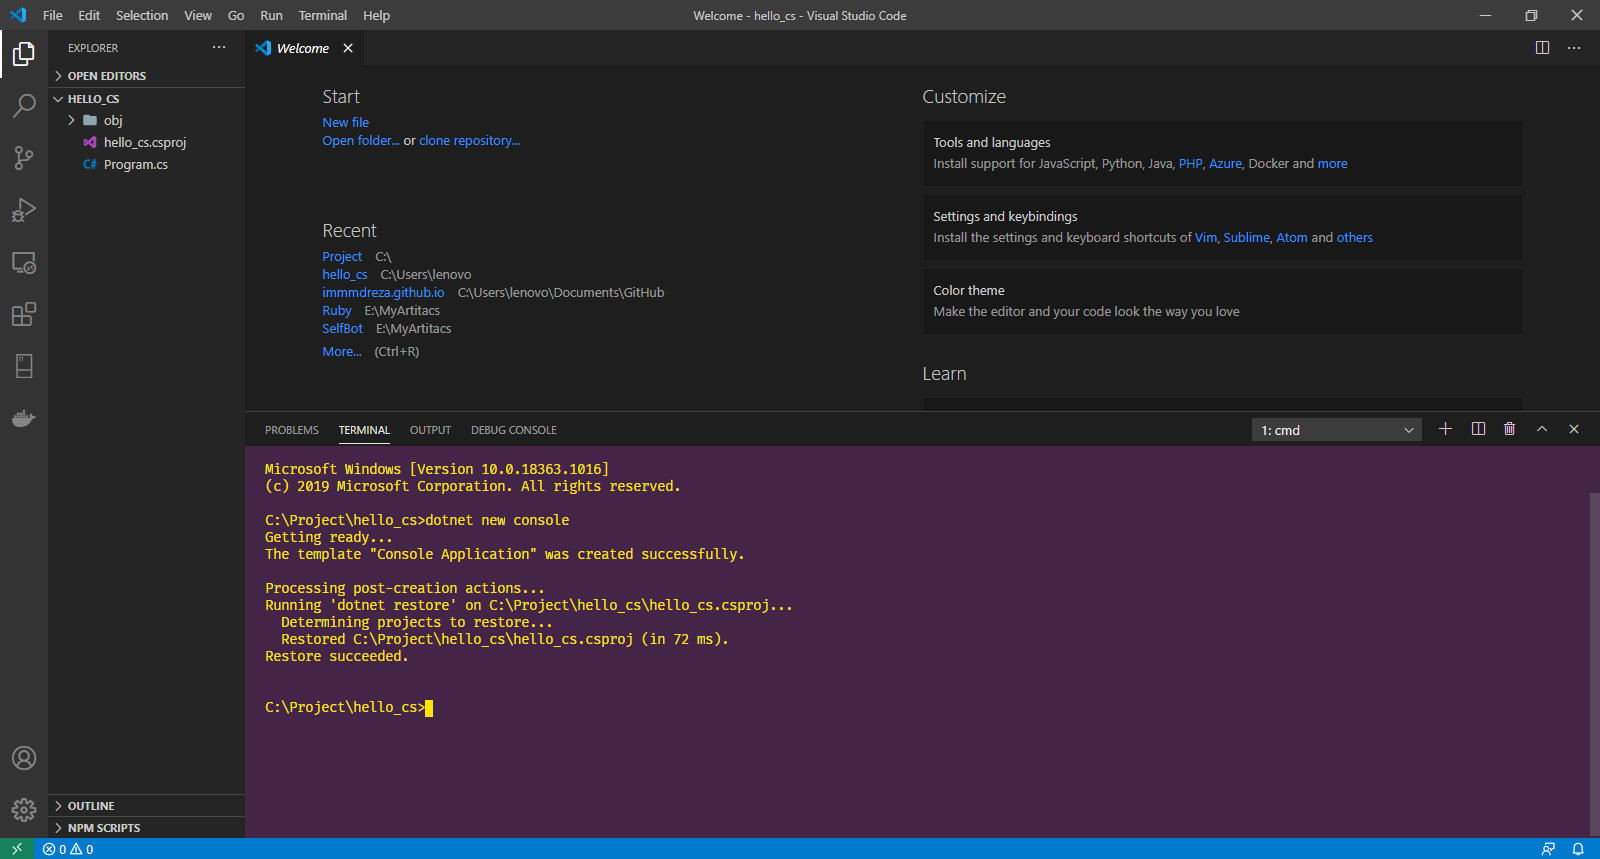 File Edit Selection View Go Run Terminal Help
Welcome - hello_cs - Visual Studio Code
EXPLORER
OPEN EDITORS
HELLO_CS
obj
hello_cs.csproj
C# Program.cs
OUTLINE
NPM SCRIPTS
Welcome
Start
New file
Open folder... or clone repository...
Recent
Project C:\
hello_cs C:\Users\lenovo
immmdreza.github.io C:\Users\lenovo\Documents\GitHub
Ruby E:\MyArtitacs
SelfBot E:\MyArtitacs
More... (Ctrl+R)
Customize
Tools and languages
Install support for JavaScript, Python, Java, PHP, Azure, Docker and more
Settings and keybindings
Install the settings and keyboard shortcuts of Vim, Sublime, Atom and others
Color theme
Make the editor and your code look the way you love
Learn
PROBLEMS TERMINAL OUTPUT DEBUG CONSOLE
1: cmd
Microsoft Windows [Version 10.0.18363.1016]
(c) 2019 Microsoft Corporation. All rights reserved.
C:\Project\hello_cs>dotnet new console
Getting ready...
The template "Console Application" was created successfully.
Processing post-creation actions...
Running 'dotnet restore' on C:\Project\hello_cs\hello_cs.csproj...
Determining projects to restore...
Restored C:\Project\hello_cs\hello_cs.csproj (in 72 ms).
Restore succeeded.
C:\Project\hello_cs>
0 0